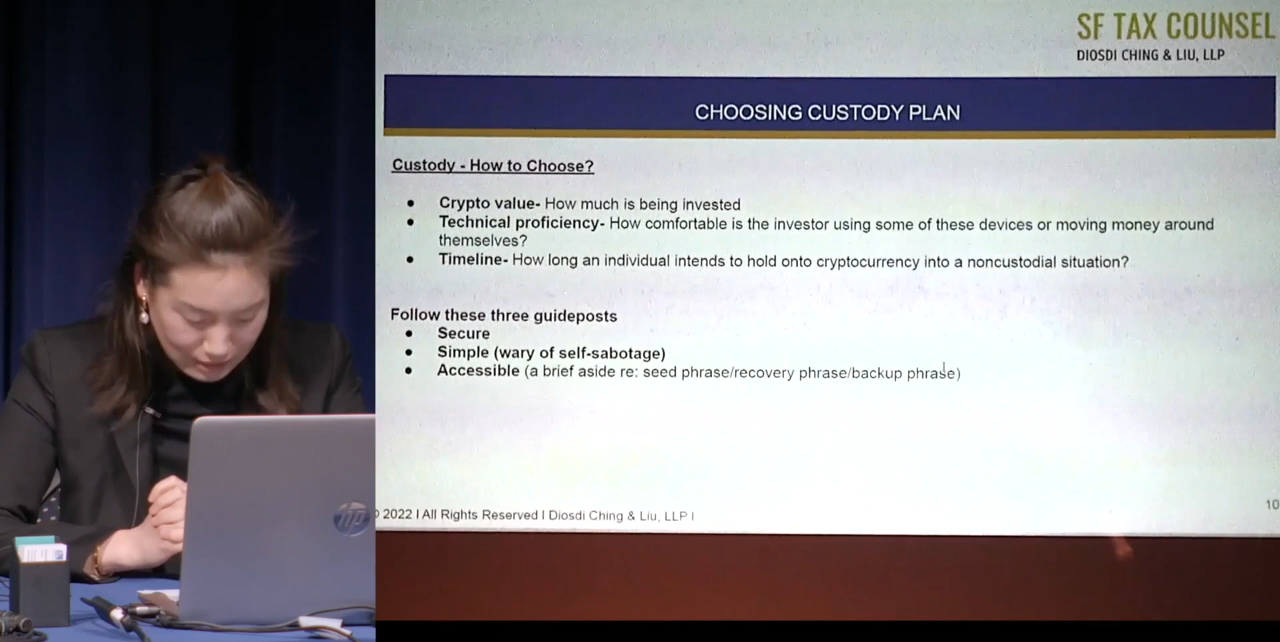 SF TAX COUNSEL
DIOSDI CHING & LIU, LLP
CHOOSING CUSTODY PLAN
Custody - How to Choose?
● Crypto value- How much is being invested
● Technical proficiency- How comfortable is the investor using some of these devices or moving money around
themselves?
● Timeline- How long an individual intends to hold onto cryptocurrency into a noncustodial situation?
Follow these three guideposts
● Secure
● Simple (wary of self-sabotage)
● Accessible (a brief aside re: seed phrase/recovery phrase/backup phrase)
© 2022 I All Rights Reserved I Diosdi Ching & Liu, LLP I
10
hp